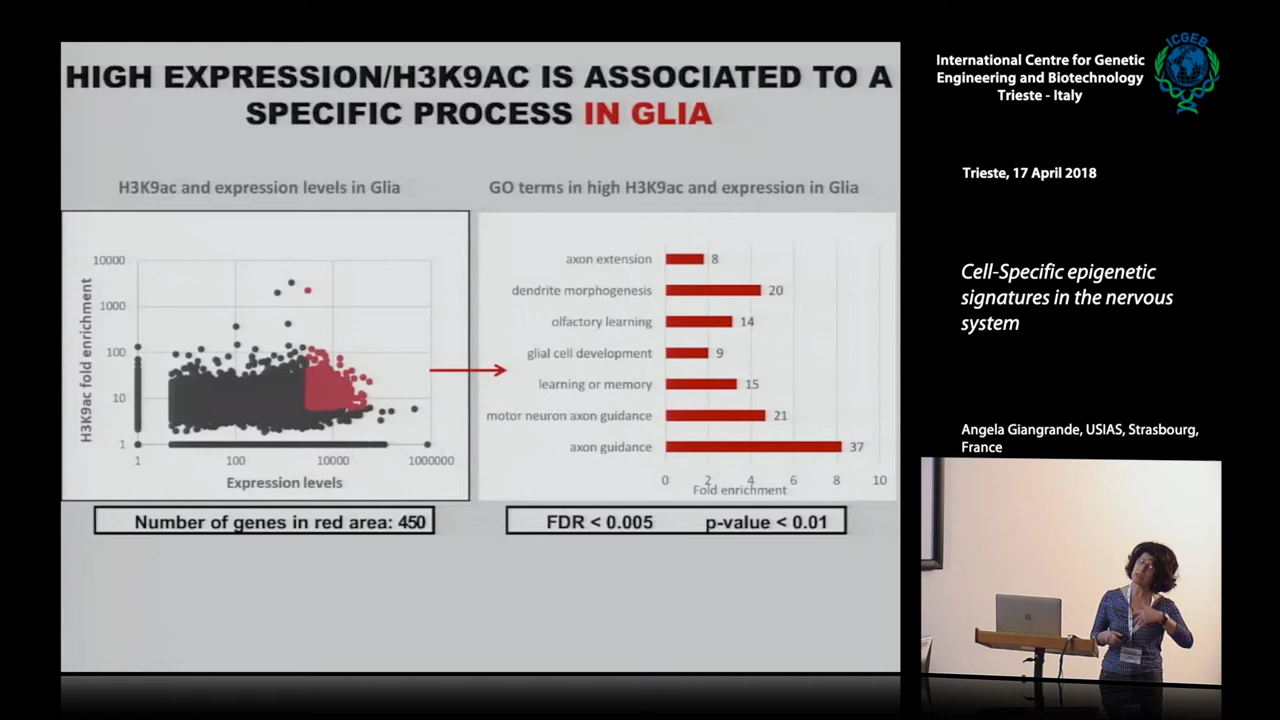 HIGH EXPRESSION/H3K9AC IS ASSOCIATED TO A
SPECIFIC PROCESS IN GLIA
H3K9ac and expression levels in Glia
10000
1000
100
10
1
H3K9ac fold enrichment
1 100 10000 1000000
Expression levels
Number of genes in red area: 450
GO terms in high H3K9ac and expression in Glia
axon extension 8
dendrite morphogenesis 20
olfactory learning 14
glial cell development 9
learning or memory 15
motor neuron axon guidance 21
axon guidance 37
0 2 4 6 8 10
Fold enrichment
FDR < 0.005 p-value < 0.01
International Centre for Genetic
Engineering and Biotechnology
Trieste - Italy
ICGEB
Trieste, 17 April 2018
Cell-Specific epigenetic
signatures in the nervous
system
Angela Giangrande, USIAS, Strasbourg,
France